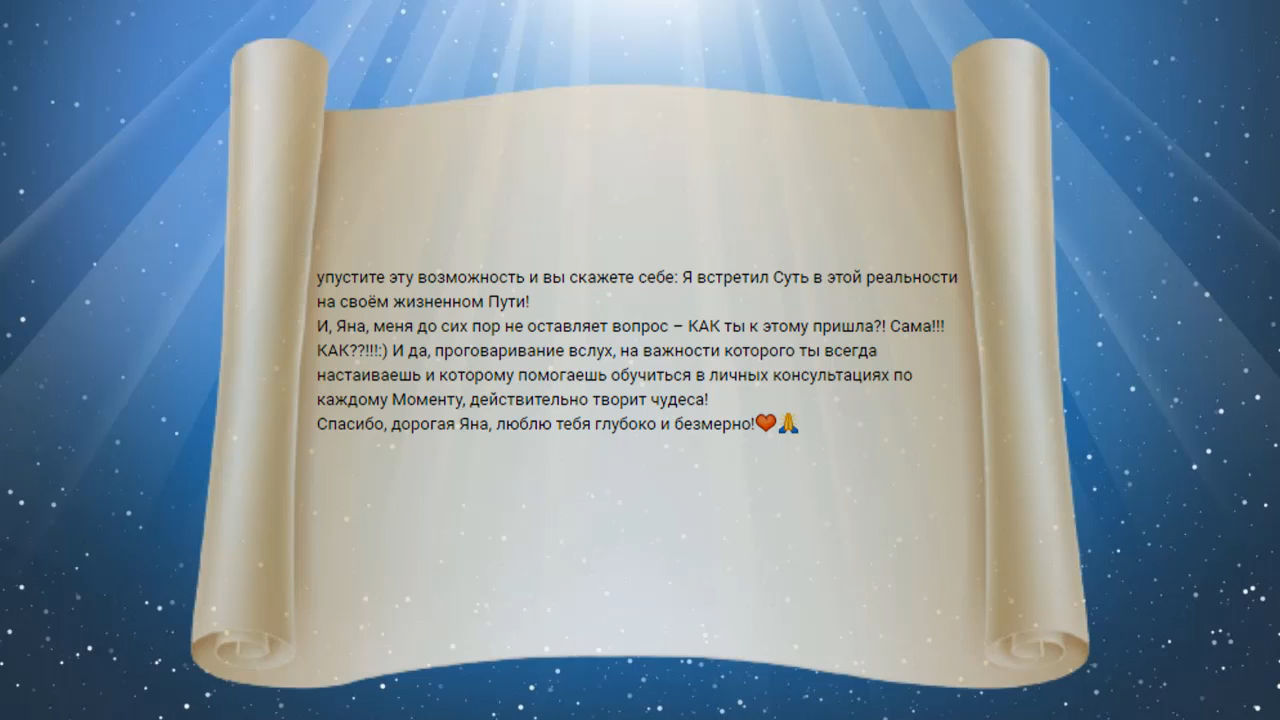 упустите эту возможность и вы скажете себе: Я встретил Суть в этой реальности
на своём жизненном Пути!
И, Яна, меня до сих пор не оставляет вопрос – КАК ты к этому пришла?! Сама!!!
КАК??!!!:) И да, проговаривание вслух, на важности которого ты всегда
настаиваешь и которому помогаешь обучиться в личных консультациях по
каждому Моменту, действительно творит чудеса!
Спасибо, дорогая Яна, люблю тебя глубоко и безмерно!❤️🙏